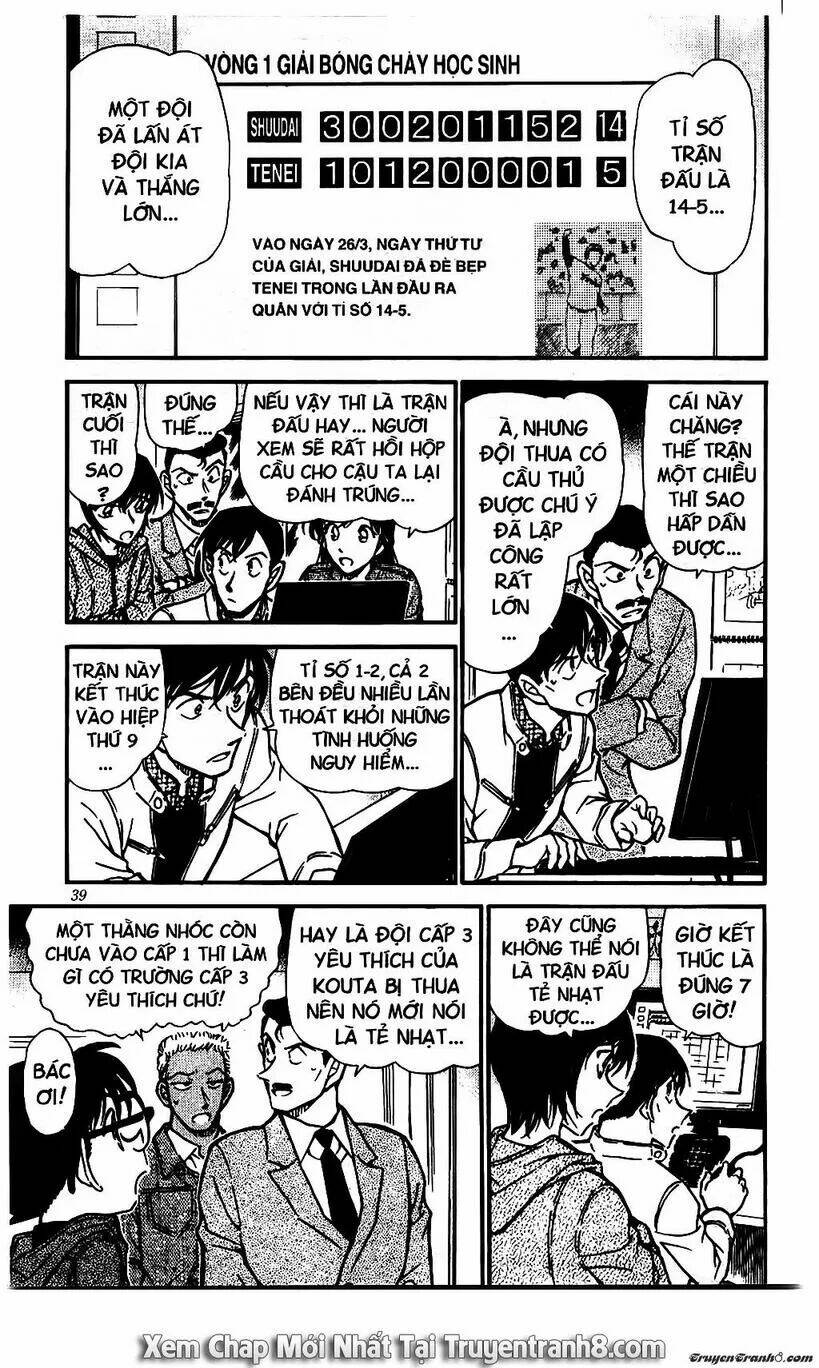 VÒNG 1 GIẢI BÓNG CHÀY HỌC SINH
TỈ SỐ
TRẬN
ĐẤU LÀ
14-5...
MỘT ĐỘI
ĐÃ LẤN ÁT
ĐỘI KIA
VÀ THẮNG
LỚN...
SHUUDAI 300201152 14
TENEI 101200001 5
VÀO NGÀY 26/3, NGÀY THỨ TƯ
CỦA GIẢI, SHUUDAI ĐÃ ĐÈ BẸP
TENEI TRONG LẦN ĐẦU RA
QUÂN VỚI TỈ SỐ 14-5.
CÁI NÀY
CHĂNG?
THẾ TRẬN
MỘT CHIỀU
THÌ SAO
HẤP DẪN
ĐƯỢC...
À, NHƯNG
ĐỘI THUA CÓ
CẦU THỦ
ĐƯỢC CHÚ Ý
ĐÃ LẬP
CÔNG
RẤT
LỚN
...
NẾU VẬY THÌ LÀ TRẬN
ĐẤU HAY... NGƯỜI
XEM SẼ RẤT HỒI HỘP
CẦU CHO CẬU TA LẠI
ĐÁNH TRÚNG...
ĐÚNG
THẾ...
TRẬN
CUỐI
THÌ
SAO
?
TỈ SỐ 1-2, CẢ 2
BÊN ĐỀU NHIỀU LẦN
THOÁT KHỎI NHỮNG
TÌNH HUỐNG
NGUY HIỂM...
TRẬN NÀY
KẾT THÚC
VÀO HIỆP
THỨ 9
...
39
GIỜ KẾT
THÚC LÀ
ĐÚNG 7
GIỜ!
ĐÂY CŨNG
KHÔNG THỂ NÓI
LÀ TRẬN ĐẤU
TẺ NHẠT
ĐƯỢC...
HAY LÀ ĐỘI CẤP 3
YÊU THÍCH CỦA
KOUTA BỊ THUA
NÊN NÓ MỚI NÓI
LÀ TẺ NHẠT...
MỘT THẰNG NHÓC CÒN
CHƯA VÀO CẤP 1 THÌ LÀM
GÌ CÓ TRƯỜNG CẤP 3
YÊU THÍCH CHỨ!
BÁC
ƠI!
Xem Chap Mới Nhất Tại Truyentranh8.com
TruyenTranh8.com